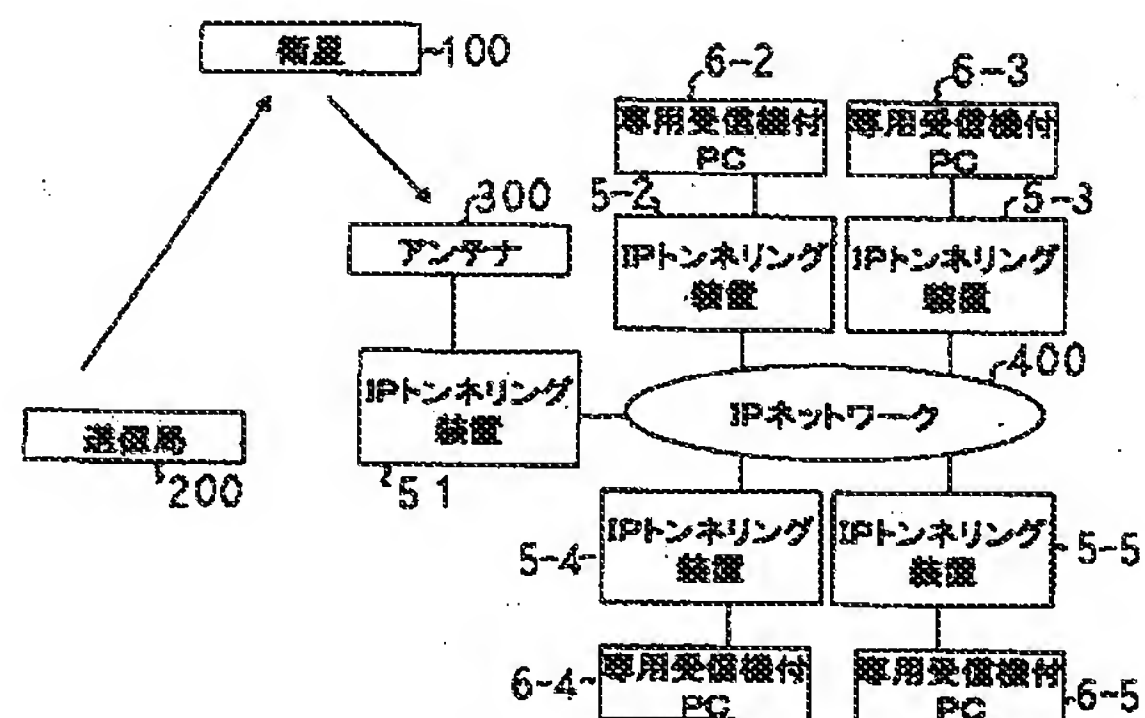 衛星
100
6-2
6-3
専用受信機付
PC
専用受信機付
PC
300
5-2
5-3
アンテナ
IPトンネリング
装置
IPトンネリング
装置
400
IPトンネリング
装置
IPネットワーク
送信局
200
51
IPトンネリング
装置
IPトンネリング
装置
5-4
5-5
専用受信機付
PC
専用受信機付
PC
6-4
6-5